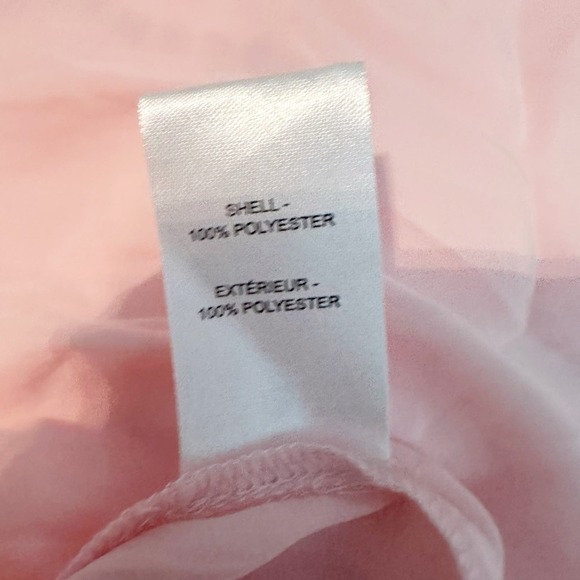 SHELL -
100% POLYESTER
EXTÉRIEUR -
100% POLYESTER